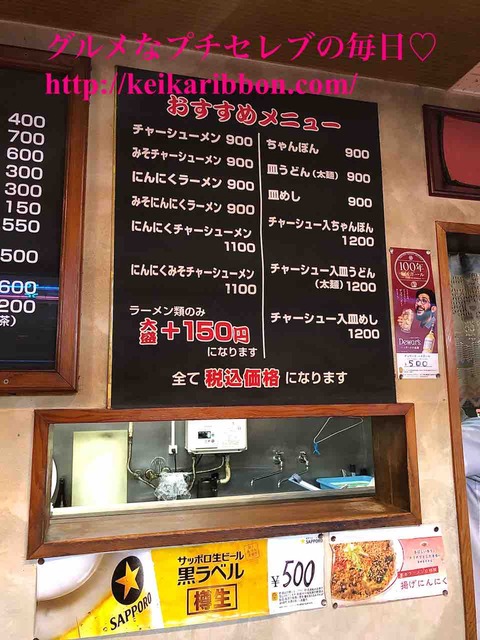 グルメなプチセレブの毎日♡
http://keikaribbon.com/
おすすめメニュー
チャーシューメン 900
みそチャーシューメン 900
にんにくラーメン 900
みそにんにくラーメン 900
にんにくチャーシューメン
1100
にんにくみそチャーシューメン
1100
ラーメン類のみ
大盛+150円
になります
ちゃんぽん 900
皿うどん(太麺) 900
皿めし 900
チャーシュー入ちゃんぽん
1200
チャーシュー入皿うどん
(太麺)1200
チャーシュー入皿めし
1200
全て 税込価格 になります
400
700
600
300
300
150
550
500
600
200
茶)
100年
Dewar's
500
サッポロ生ビール
黒ラベル
樽生
SAPPORO
¥500
SAPPORO
揚げにんにく